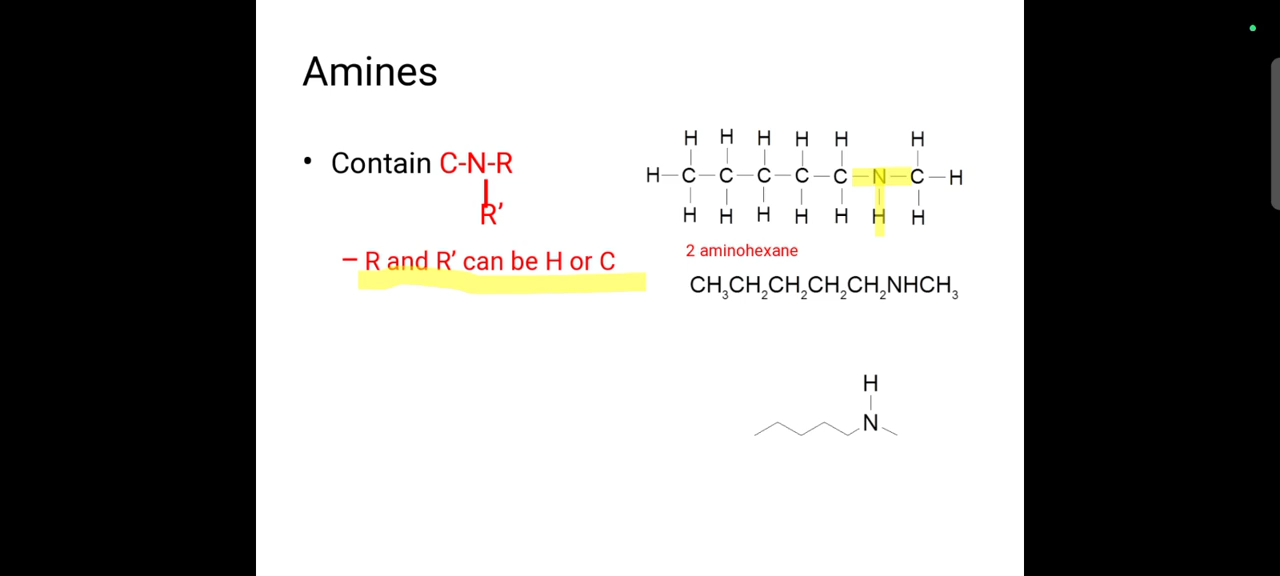 Amines
• Contain C-N-R
R’
– R and R’ can be H or C
H H H H H H
H–C–C–C–C–C–N–C–H
H H H H H H H
2 aminohexane
CH₃CH₂CH₂CH₂CH₂NHCH₃
H
N